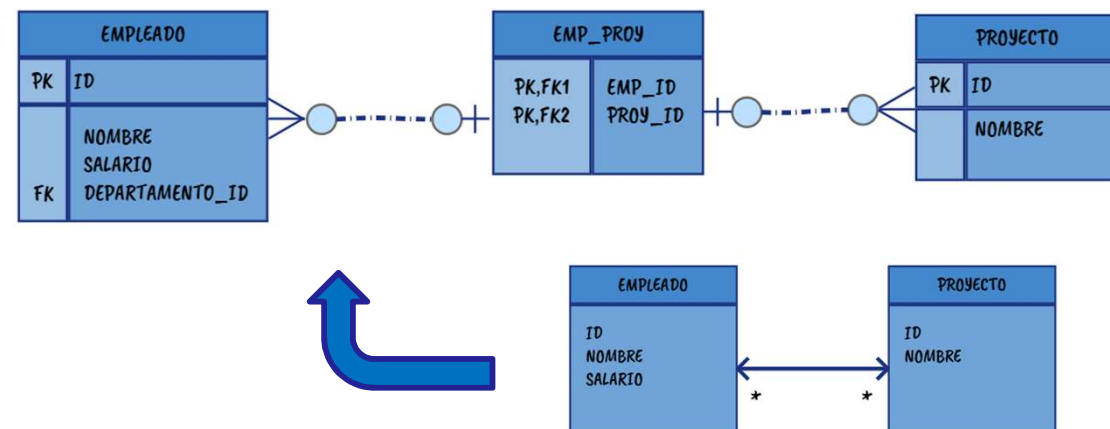 EMPLEADO
PK ID
NOMBRE
SALARIO
FK DEPARTAMENTO_ID
EMP_PROY
PK,FK1 EMP_ID
PK,FK2 PROY_ID
PROYECTO
PK ID
NOMBRE
EMPLEADO
ID
NOMBRE
SALARIO
* *
PROYECTO
ID
NOMBRE